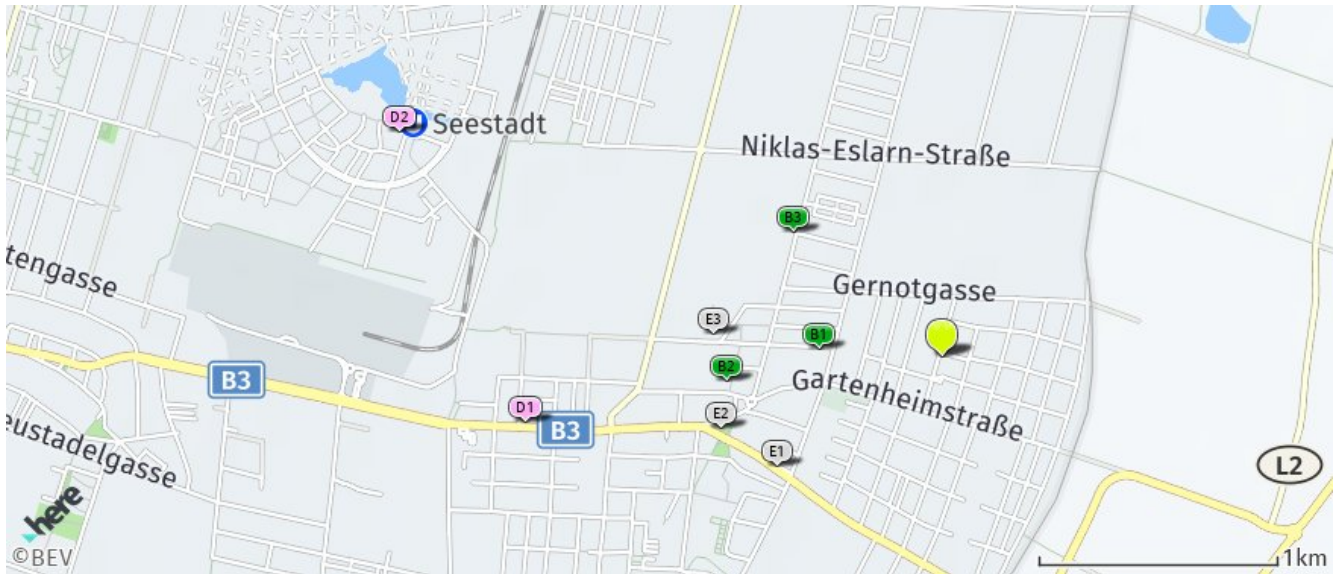 D2
Seestadt
Niklas-Eslarn-Straße
B3
tengasse
Gernotgasse
E3
B1
B2
B3
Gartenheimstraße
D1
E2
B3
eustadelgasse
E1
L2
here
©BEV
1km